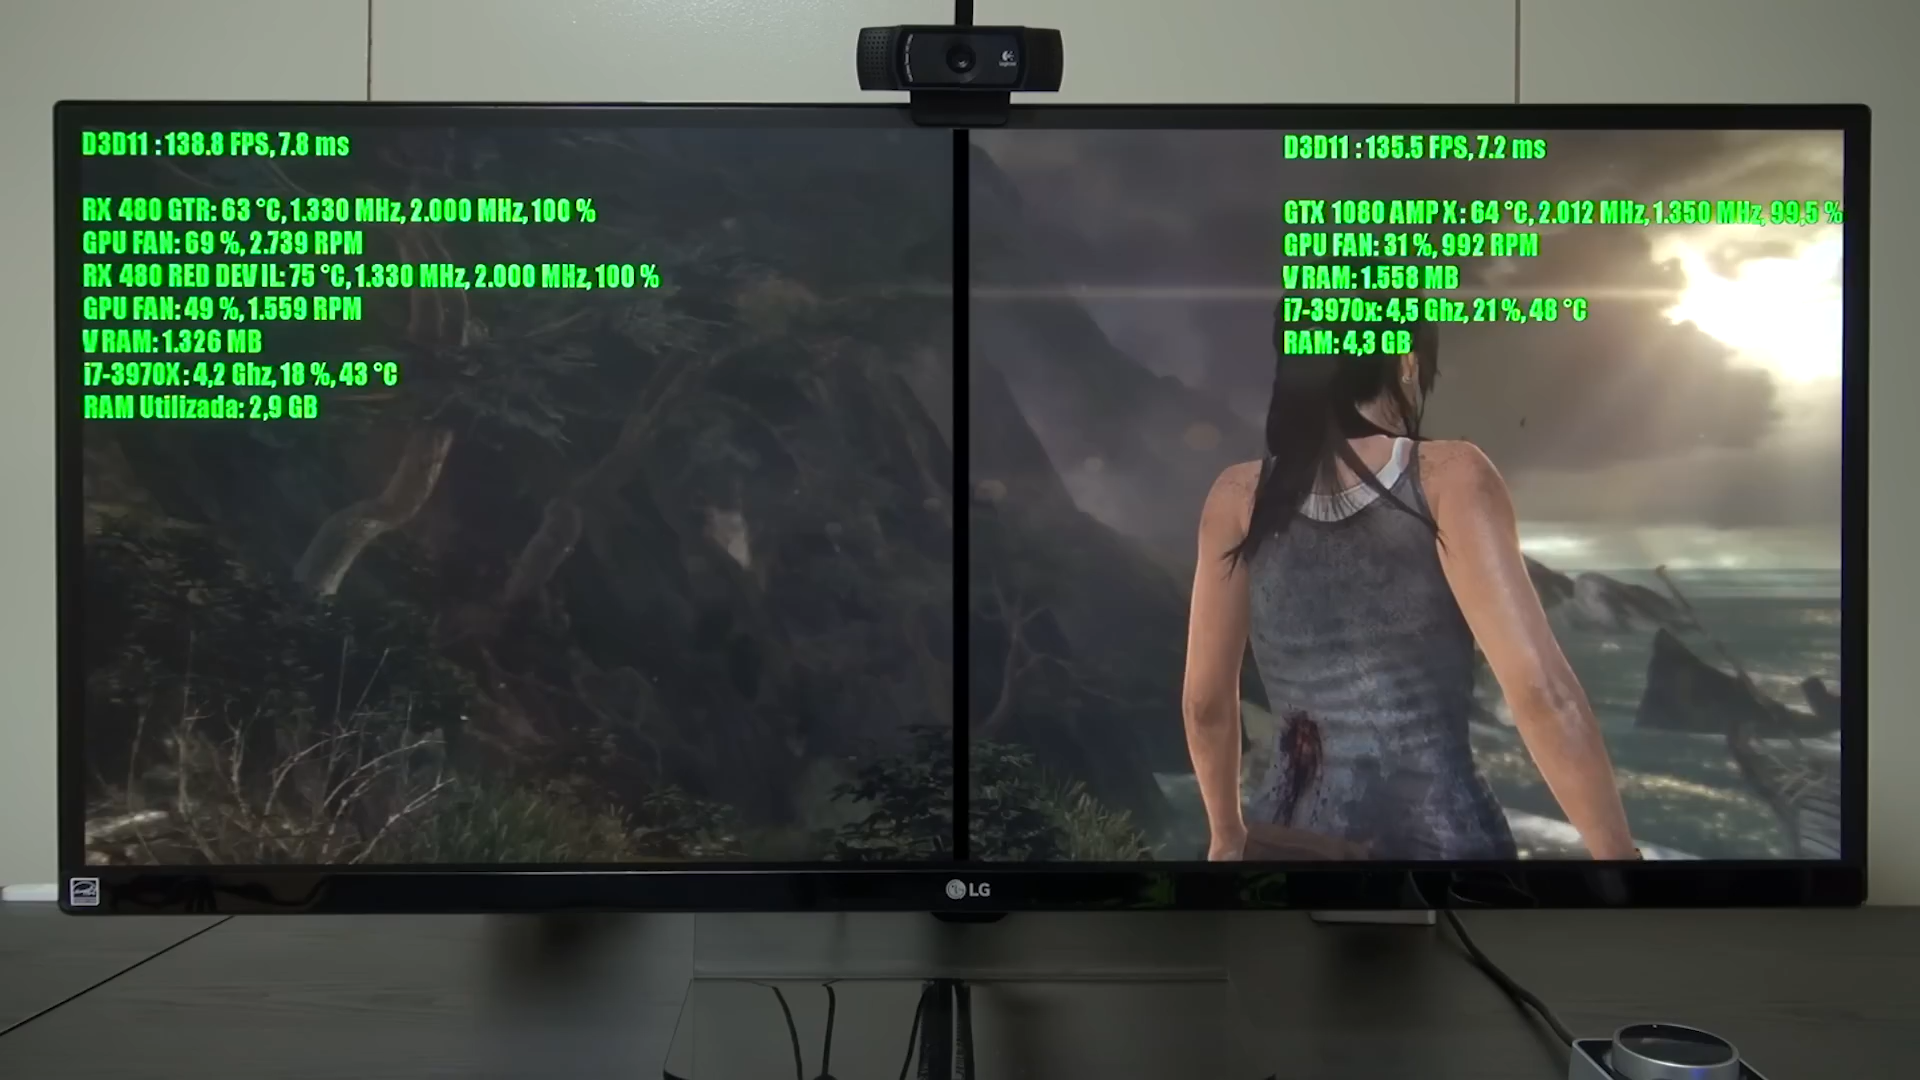 D3D11 : 138.8 FPS, 7.8 ms
RX 480 GTR: 63 °C, 1.330 MHz, 2.000 MHz, 100 %
GPU FAN: 69 %, 2.739 RPM
RX 480 RED DEVIL: 75 °C, 1.330 MHz, 2.000 MHz, 100 %
GPU FAN: 49 %, 1.559 RPM
VRAM: 1.326 MB
i7-3970X: 4,2 Ghz, 18 %, 43 °C
RAM Utilizada: 2,9 GB
D3D11 : 135.5 FPS, 7.2 ms
GTX 1080 AMP X: 64 °C, 2.012 MHz, 1.350 MHz, 99,5 %
GPU FAN: 31 %, 992 RPM
VRAM: 1.558 MB
i7-3970x: 4,5 Ghz, 21 %, 48 °C
RAM: 4,3 GB
LG